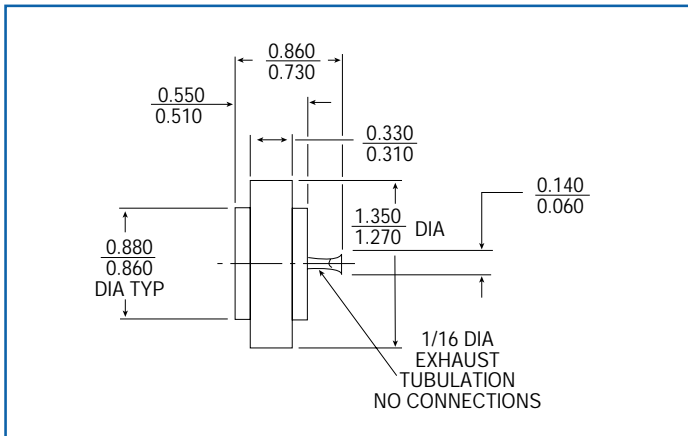 0.860
0.730
0.550
0.510
0.330
0.310
0.140
0.060
1.350
1.270 DIA
0.880
0.860
DIA TYP
1/16 DIA
EXHAUST
TUBULATION
NO CONNECTIONS